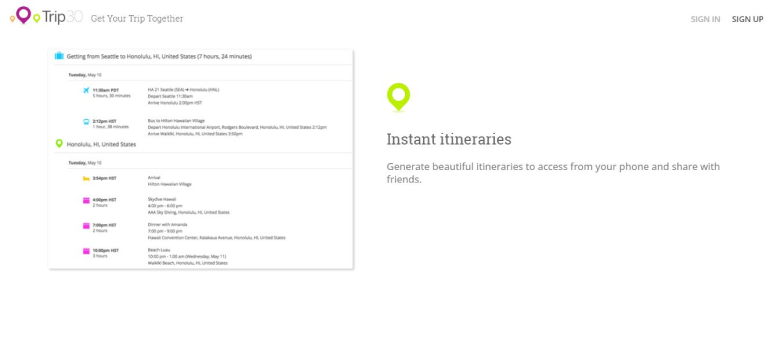 Trip30 Get Your Trip Together SIGN IN SIGN UP
Getting from Seattle to Honolulu, HI, United States (7 hours, 24 minutes)
Tuesday, May 10
11:30am PDT HA 21 Seattle (SEA) ➔ Honolulu (HNL)
5 hours, 30 minutes Depart Seattle 11:30am
Arrive Honolulu 2:00pm HST
2:12pm HST Bus to Hilton Hawaiian Village
1 hour, 38 minutes Depart Honolulu International Airport, Rodgers Boulevard, Honolulu, HI, United States 2:12pm
Arrive Waikiki, Honolulu, HI, United States 3:50pm
Honolulu, HI, United States
Tuesday, May 10
3:54pm HST Arrival
Hilton Hawaiian Village
4:00pm HST Skydive Hawaii
2 hours 4:00 pm - 6:00 pm
AAA Sky Diving, Honolulu, HI, United States
7:00pm HST Dinner with Amanda
2 hours 7:00 pm - 9:00 pm
Hawaii Convention Center, Kalakaua Avenue, Honolulu, HI, United States
10:00pm HST Beach Luau
3 hours 10:00 pm - 1:00 am (Wednesday, May 11)
Waikiki Beach, Honolulu, HI, United States
Instant itineraries
Generate beautiful itineraries to access from your phone and share with
friends.